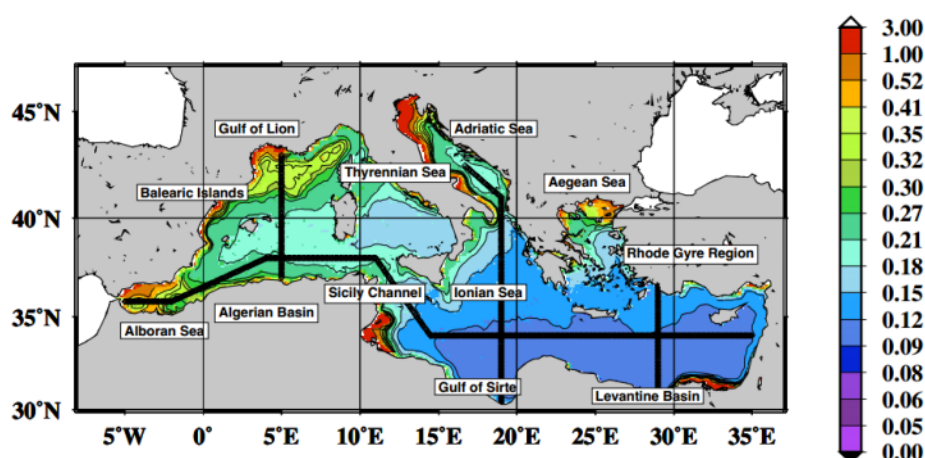 3.00
1.00
0.52
0.41
0.35
0.32
0.30
0.27
0.21
0.18
0.15
0.12
0.09
0.08
0.06
0.05
0.00
45°N
40°N
35°N
30°N
Gulf of Lion
Adriatic Sea
Thyrennian Sea
Balearic Islands
Aegean Sea
Rhode Gyre Region
Sicily Channel
Ionian Sea
Algerian Basin
Alboran Sea
Gulf of Sirte
Levantine Basin
5°W
0°
5°E
10°E
15°E
20°E
25°E
30°E
35°E